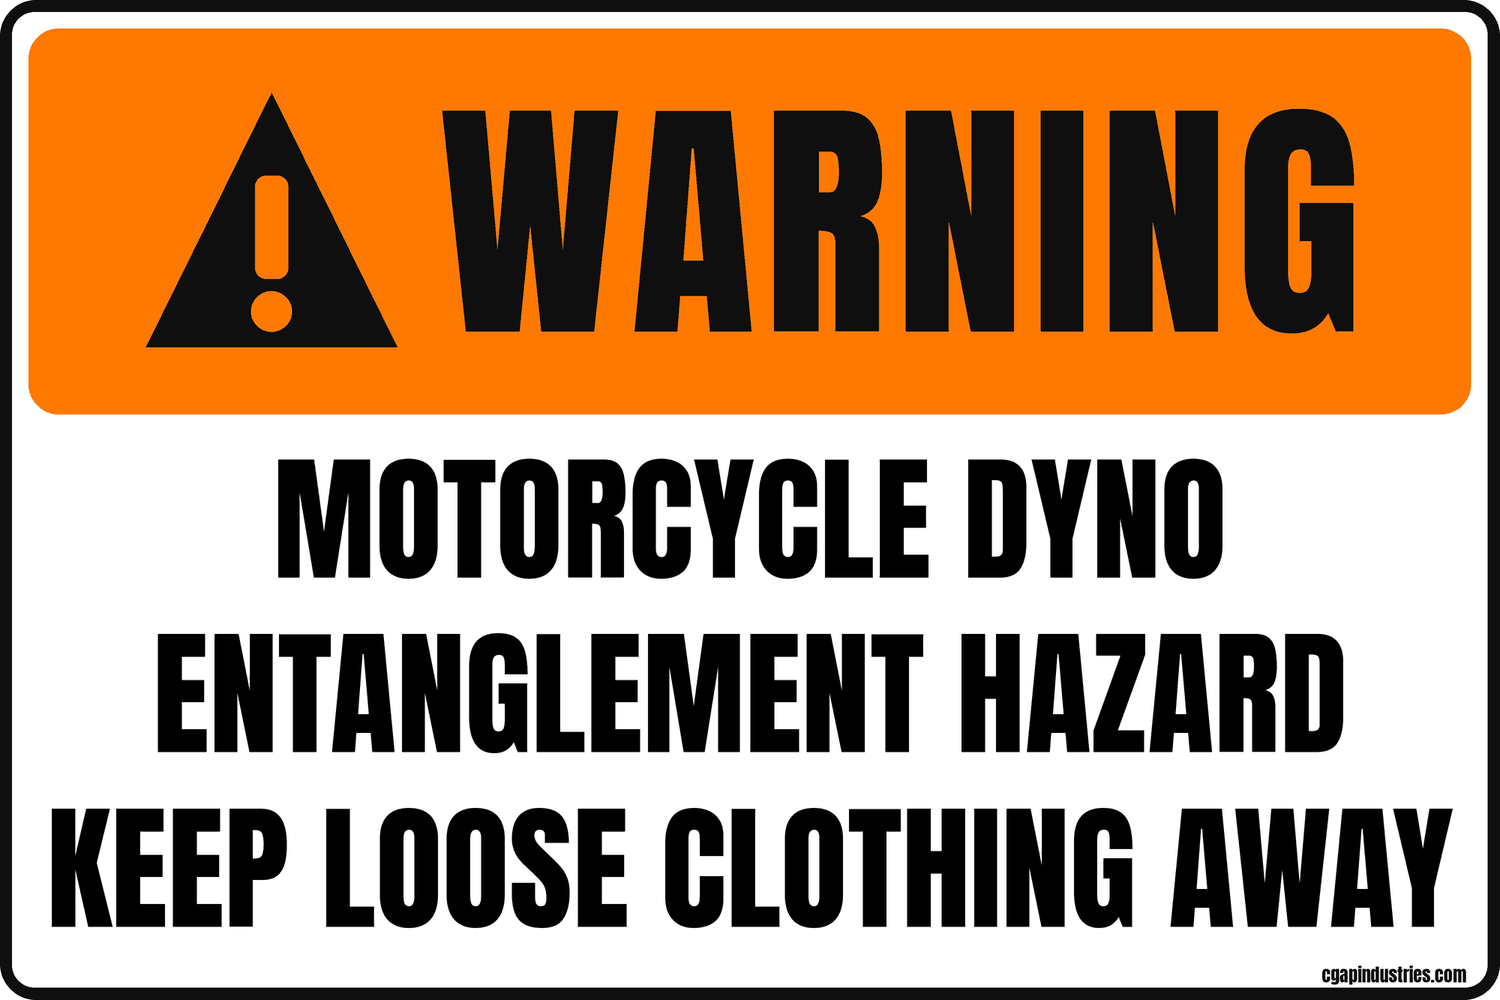 WARNING
MOTORCYCLE DYNO
ENTANGLEMENT HAZARD
KEEP LOOSE CLOTHING AWAY
cgapindustries.com